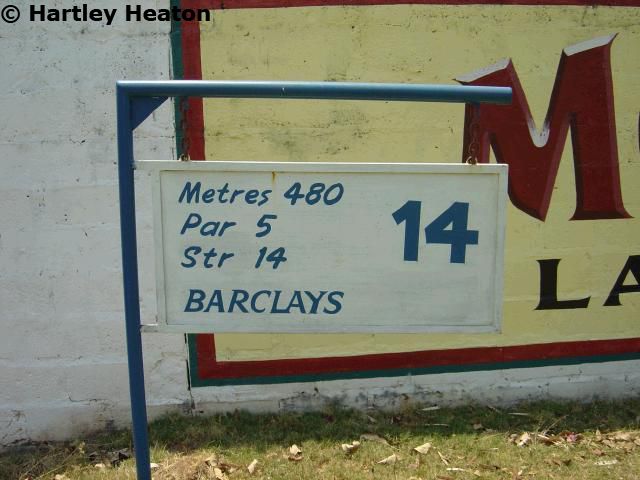 © Hartley Heaton
Metres 480
Par 5
Str 14
14
BARCLAYS
M
LA